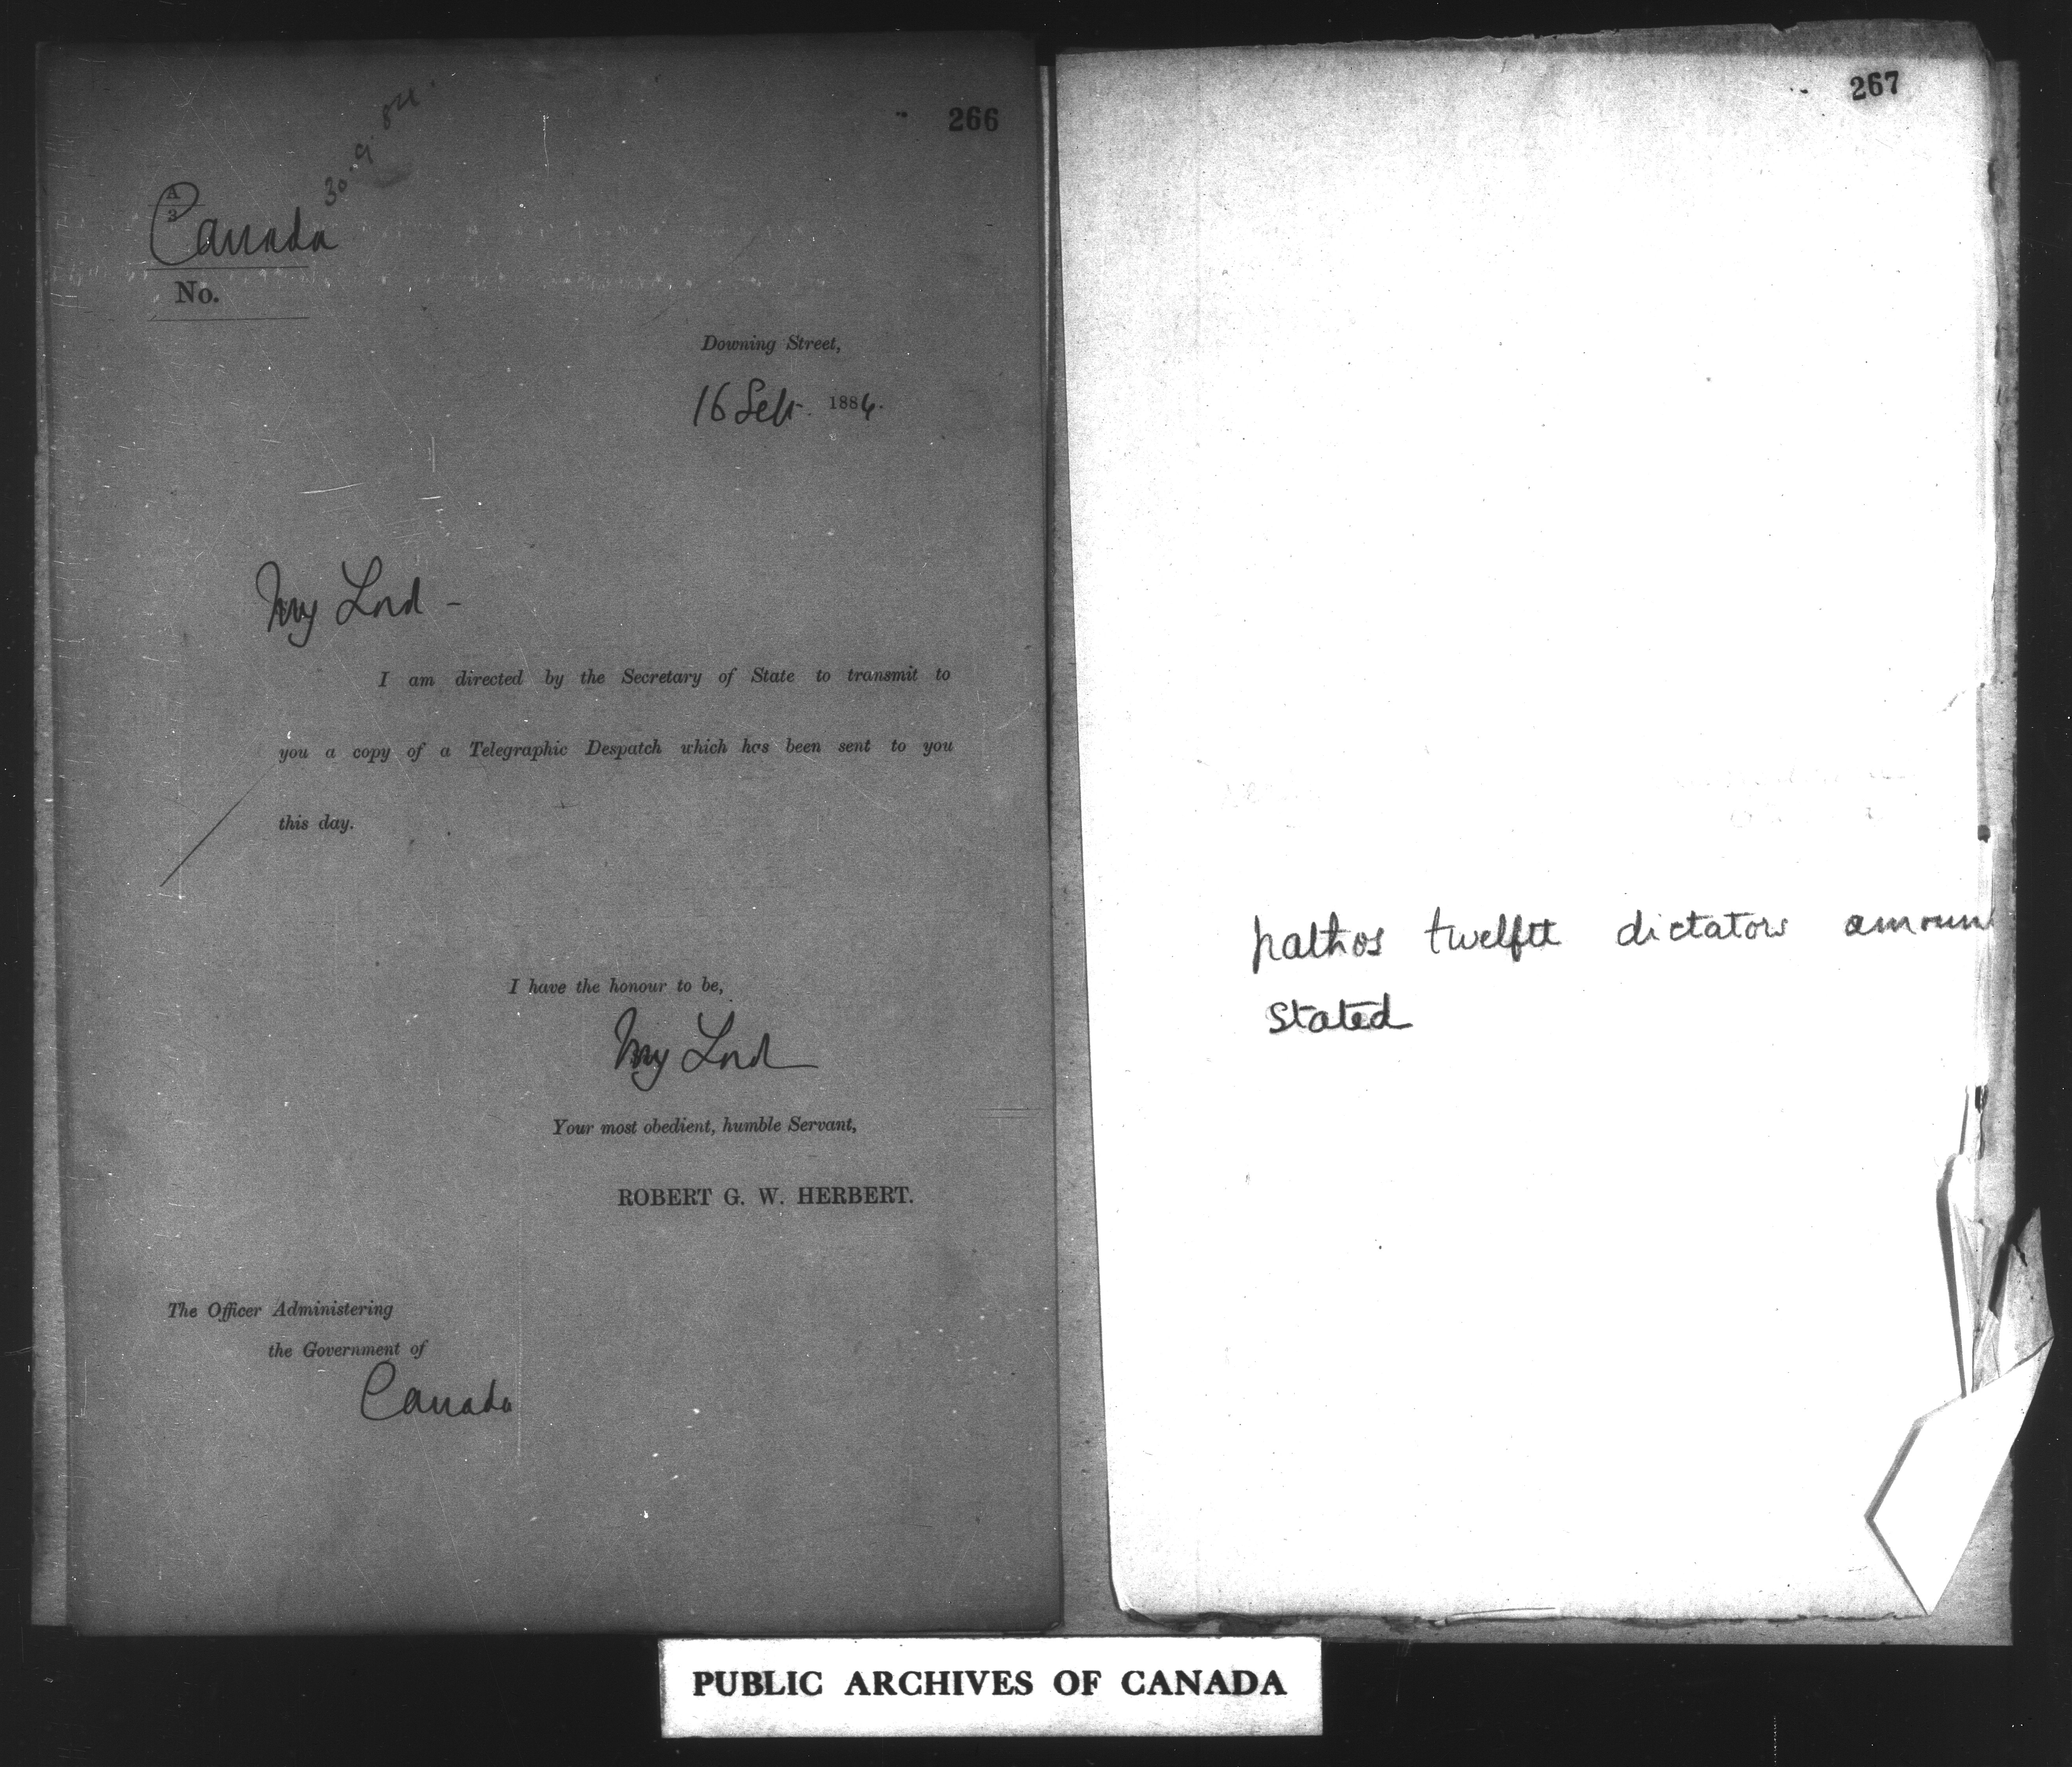 266
30.9.84.
A
3
Canada
No.
Downing Street,
16 Sept. 1884.
My Lord -
I am directed by the Secretary of State to transmit to
you a copy of a Telegraphic Despatch which has been sent to you
this day.
I have the honour to be,
My Lord
Your most obedient, humble Servant,
ROBERT G. W. HERBERT.
The Officer Administering
the Government of
Canada
267
pathos twelfth dictators amoun
stated
PUBLIC ARCHIVES OF CANADA